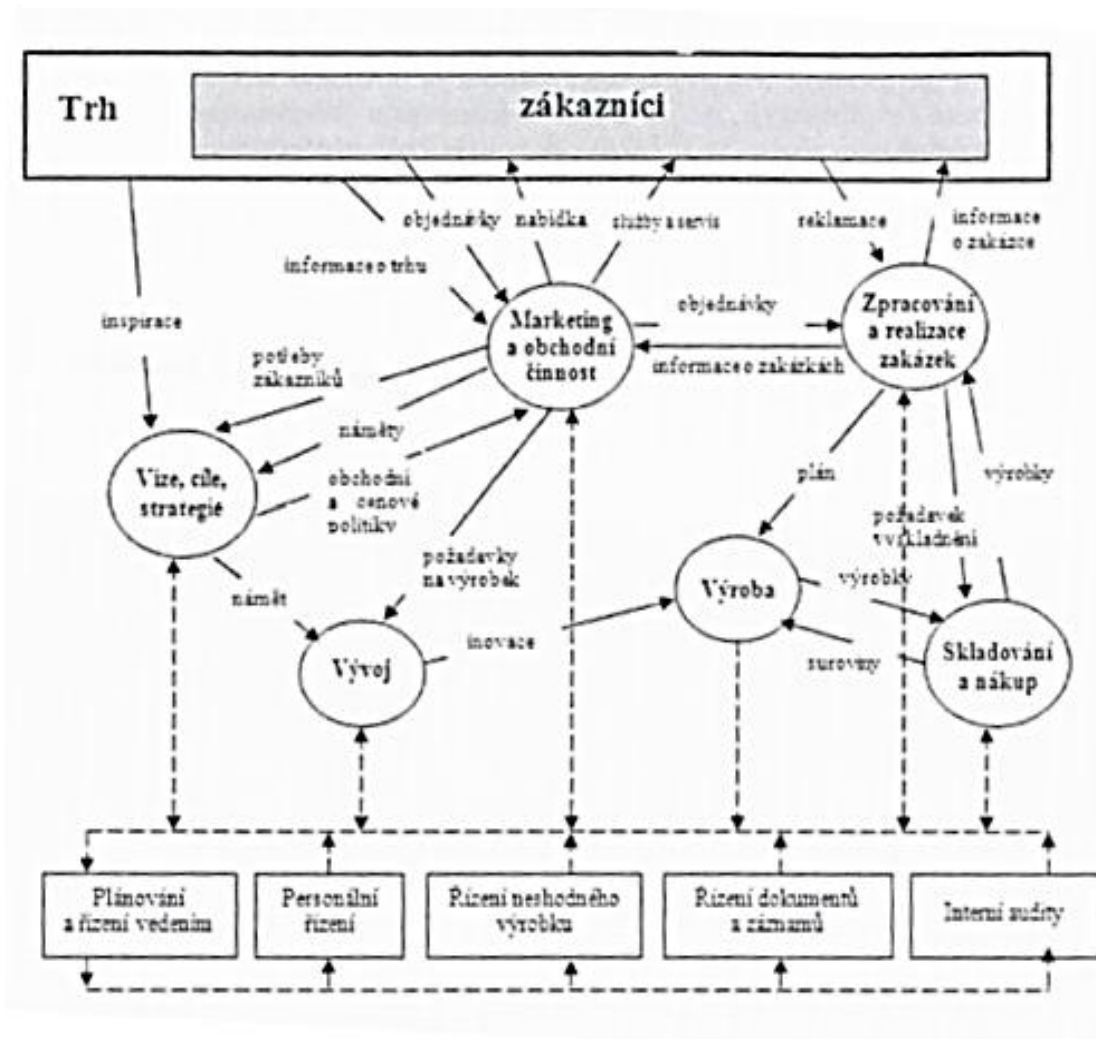 Trh
zákazníci
objednávky
nabídka
služby a servis
reklamace
informace
o zakázce
informace o trhu
Marketing
a obchodní
činnost
objednávky
informace o zakázkách
Zpracování
a realizace
zakázek
inspirace
potřeby
zákazníků
náměty
obchodní
a cenové
politiky
Vize, cíle,
strategie
plán
výrobky
požadavek
požadavky
na výrobek
námět
Výroba
výrobky
Vývoj
inovace
suroviny
Skladování
a nákup
Plánování
a řízení vedením
Personální
řízení
Řízení neshodného
výrobku
Řízení dokumentů
a záznamů
Interní audity